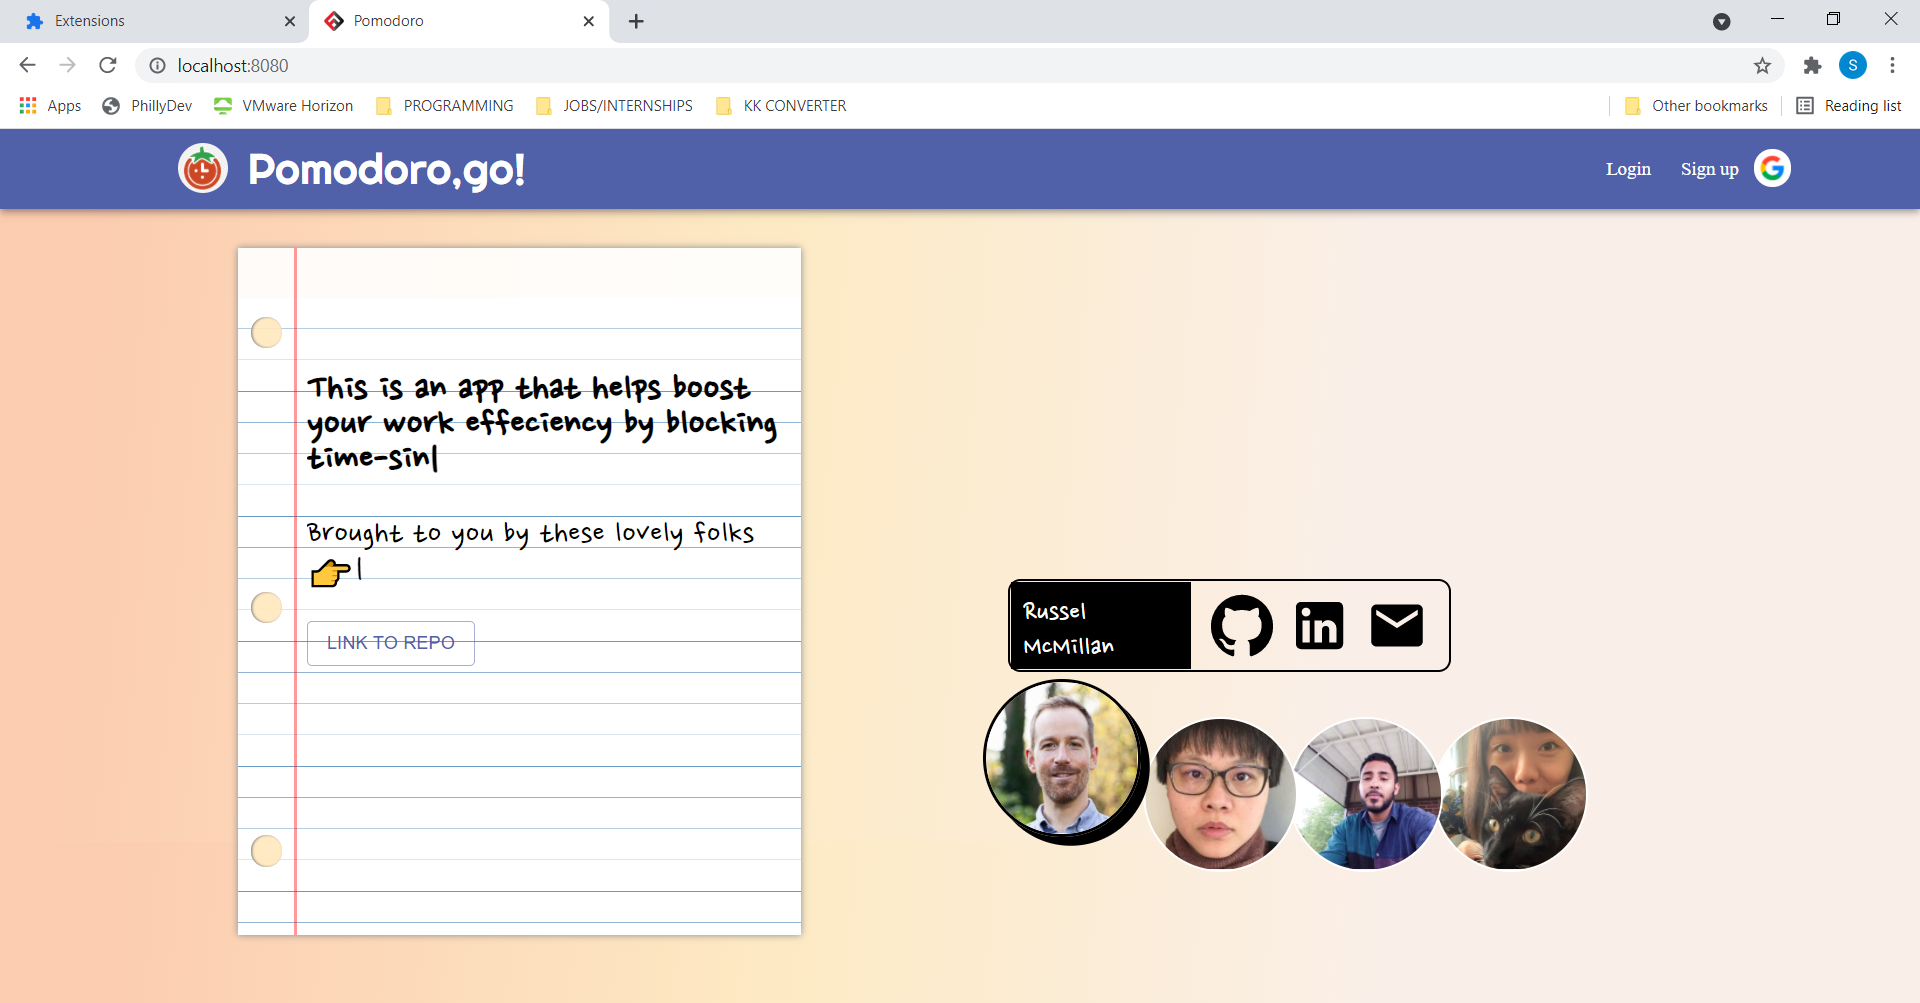 Extensions
Pomodoro
localhost:8080
S
Apps
PhillyDev
VMware Horizon
PROGRAMMING
JOBS/INTERNSHIPS
KK CONVERTER
Other bookmarks
Reading list
Pomodoro,go!
Login
Sign up
This is an app that helps boost
your work effeciency by blocking
time-sin|
Brought to you by these lovely folks
👉|
LINK TO REPO
Russel
McMillan
in